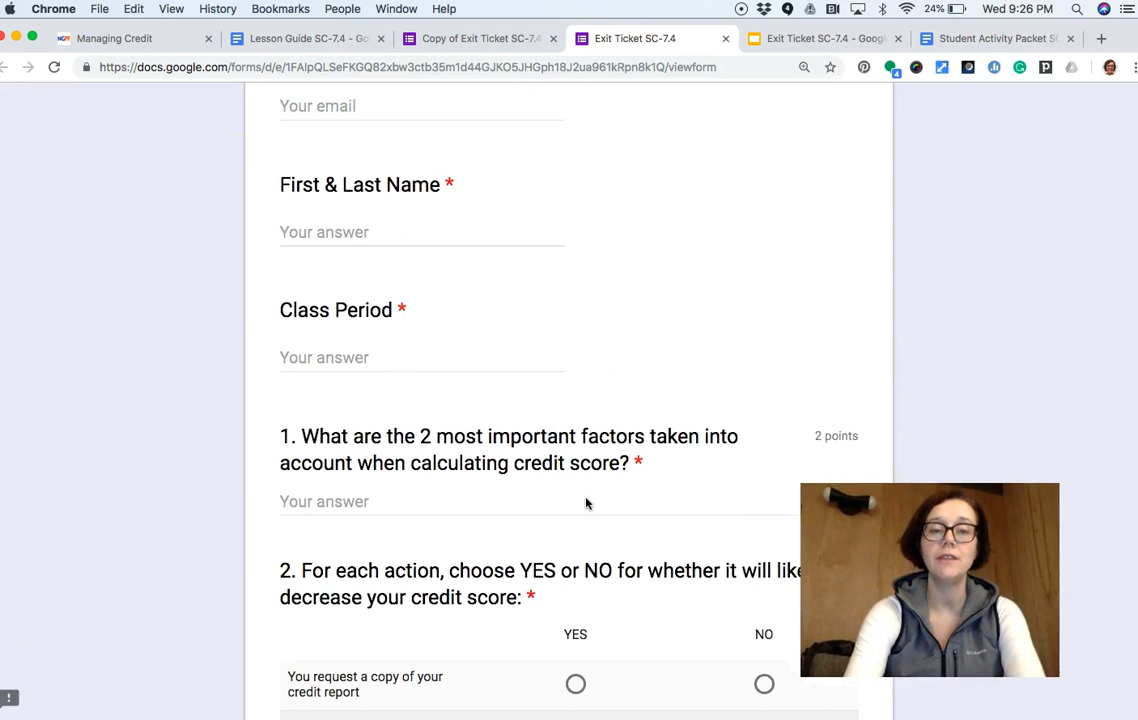 Chrome File Edit View History Bookmarks People Window Help 24% Wed 9:26 PM
Managing Credit
Lesson Guide SC-7.4 - Go
Copy of Exit Ticket SC-7.4
Exit Ticket SC-7.4
Exit Ticket SC-7.4 - Googl
Student Activity Packet SC
https://docs.google.com/forms/d/e/1FAIpQLSeFKGQ82xbw3ctb35m1d44GJKO5JHGph18J2ua961kRpn8k1Q/viewform
Your email
First & Last Name *
Your answer
Class Period *
Your answer
1. What are the 2 most important factors taken into
account when calculating credit score? *
2 points
Your answer
2. For each action, choose YES or NO for whether it will like
decrease your credit score: *
YES NO
You request a copy of your
credit report